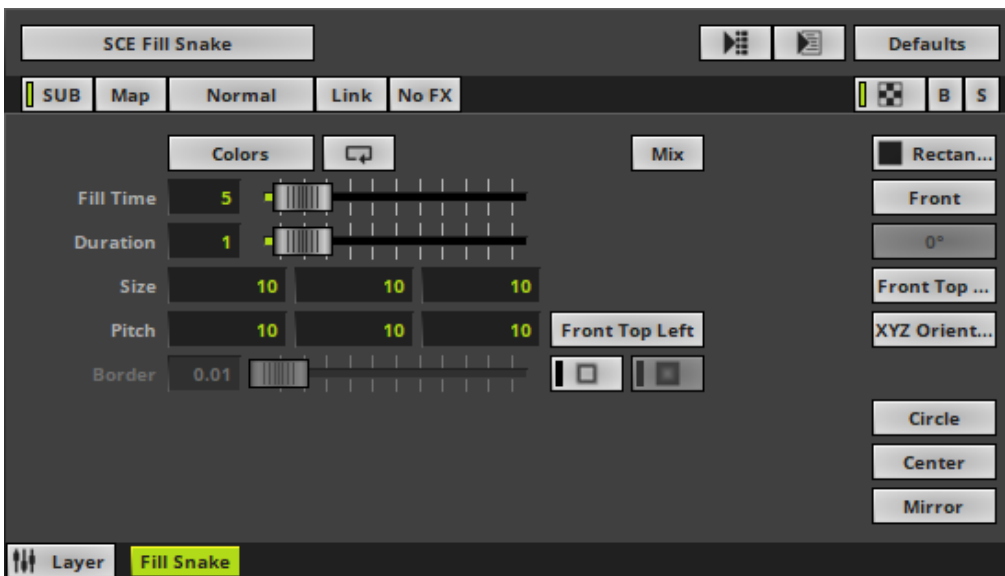 SCE Fill Snake Defaults
SUB Map Normal Link No FX B S
Colors Mix Rectan...
Fill Time 5 Front
Duration 1 0°
Size 10 10 10 Front Top ...
Pitch 10 10 10 Front Top Left XYZ Orient...
Border 0.01
Circle
Center
Mirror
Layer Fill Snake